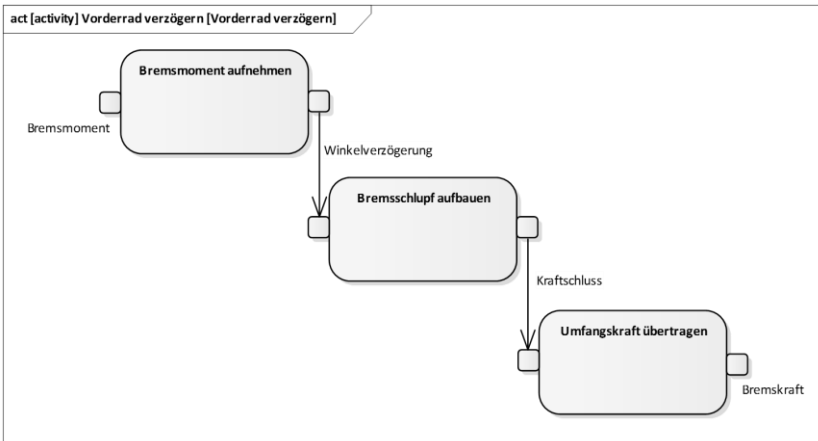 act [activity] Vorderrad verzögern [Vorderrad verzögern]
Bremsmoment aufnehmen
Bremsmoment
Winkelverzögerung
Bremsschlupf aufbauen
Kraftschluss
Umfangskraft übertragen
Bremskraft